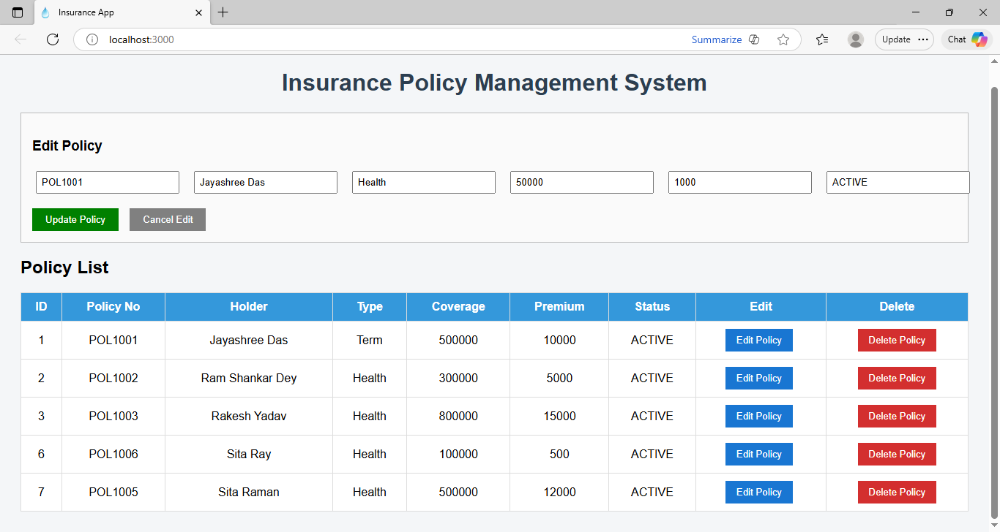 Insurance App
localhost:3000
Summarize
Update
Chat
Insurance Policy Management System
Edit Policy
POL1001 Jayashree Das Health 50000 1000 ACTIVE
Update Policy Cancel Edit
Policy List
ID Policy No Holder Type Coverage Premium Status Edit Delete
1 POL1001 Jayashree Das Term 500000 10000 ACTIVE Edit Policy Delete Policy
2 POL1002 Ram Shankar Dey Health 300000 5000 ACTIVE Edit Policy Delete Policy
3 POL1003 Rakesh Yadav Health 800000 15000 ACTIVE Edit Policy Delete Policy
6 POL1006 Sita Ray Health 100000 500 ACTIVE Edit Policy Delete Policy
7 POL1005 Sita Raman Health 500000 12000 ACTIVE Edit Policy Delete Policy